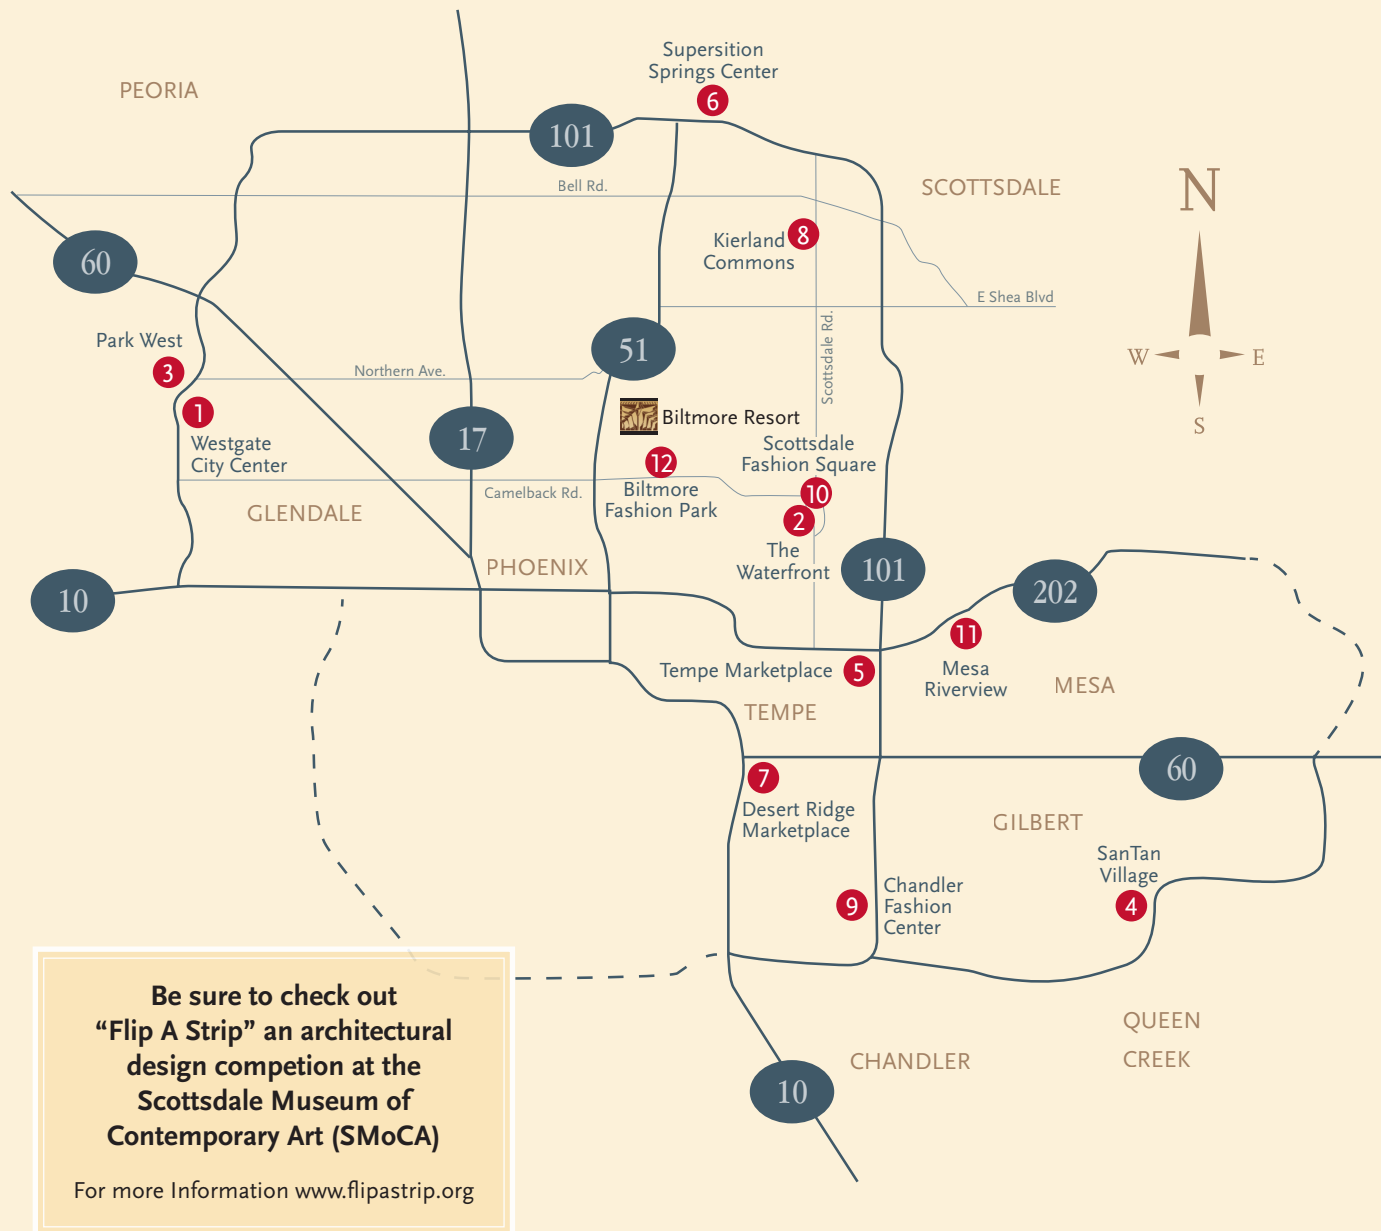 Supersition
Springs Center
6
PEORIA
101
Bell Rd.
SCOTTSDALE
N
W
E
S
60
Kierland
Commons
8
E Shea Blvd
Scottsdale Rd.
Park West
3
51
Northern Ave.
1
Westgate
City Center
17
Biltmore Resort
Scottsdale
Fashion Square
12
Biltmore
Fashion Park
10
2
The
Waterfront
Camelback Rd.
GLENDALE
PHOENIX
101
202
10
11
Mesa
Riverview
Tempe Marketplace
5
MESA
TEMPE
60
7
Desert Ridge
Marketplace
GILBERT
SanTan
Village
4
9
Chandler
Fashion
Center
QUEEN
CREEK
CHANDLER
10
Be sure to check out
“Flip A Strip” an architectural
design competion at the
Scottsdale Museum of
Contemporary Art (SMoCA)
For more Information www.flipastrip.org